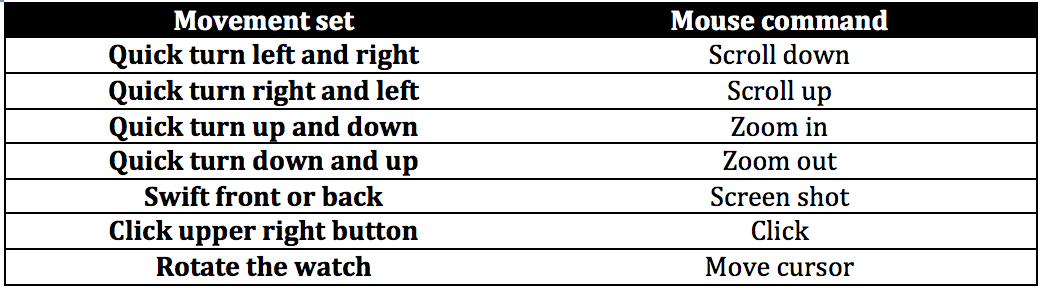 Movement set Mouse command
Quick turn left and right Scroll down
Quick turn right and left Scroll up
Quick turn up and down Zoom in
Quick turn down and up Zoom out
Swift front or back Screen shot
Click upper right button Click
Rotate the watch Move cursor